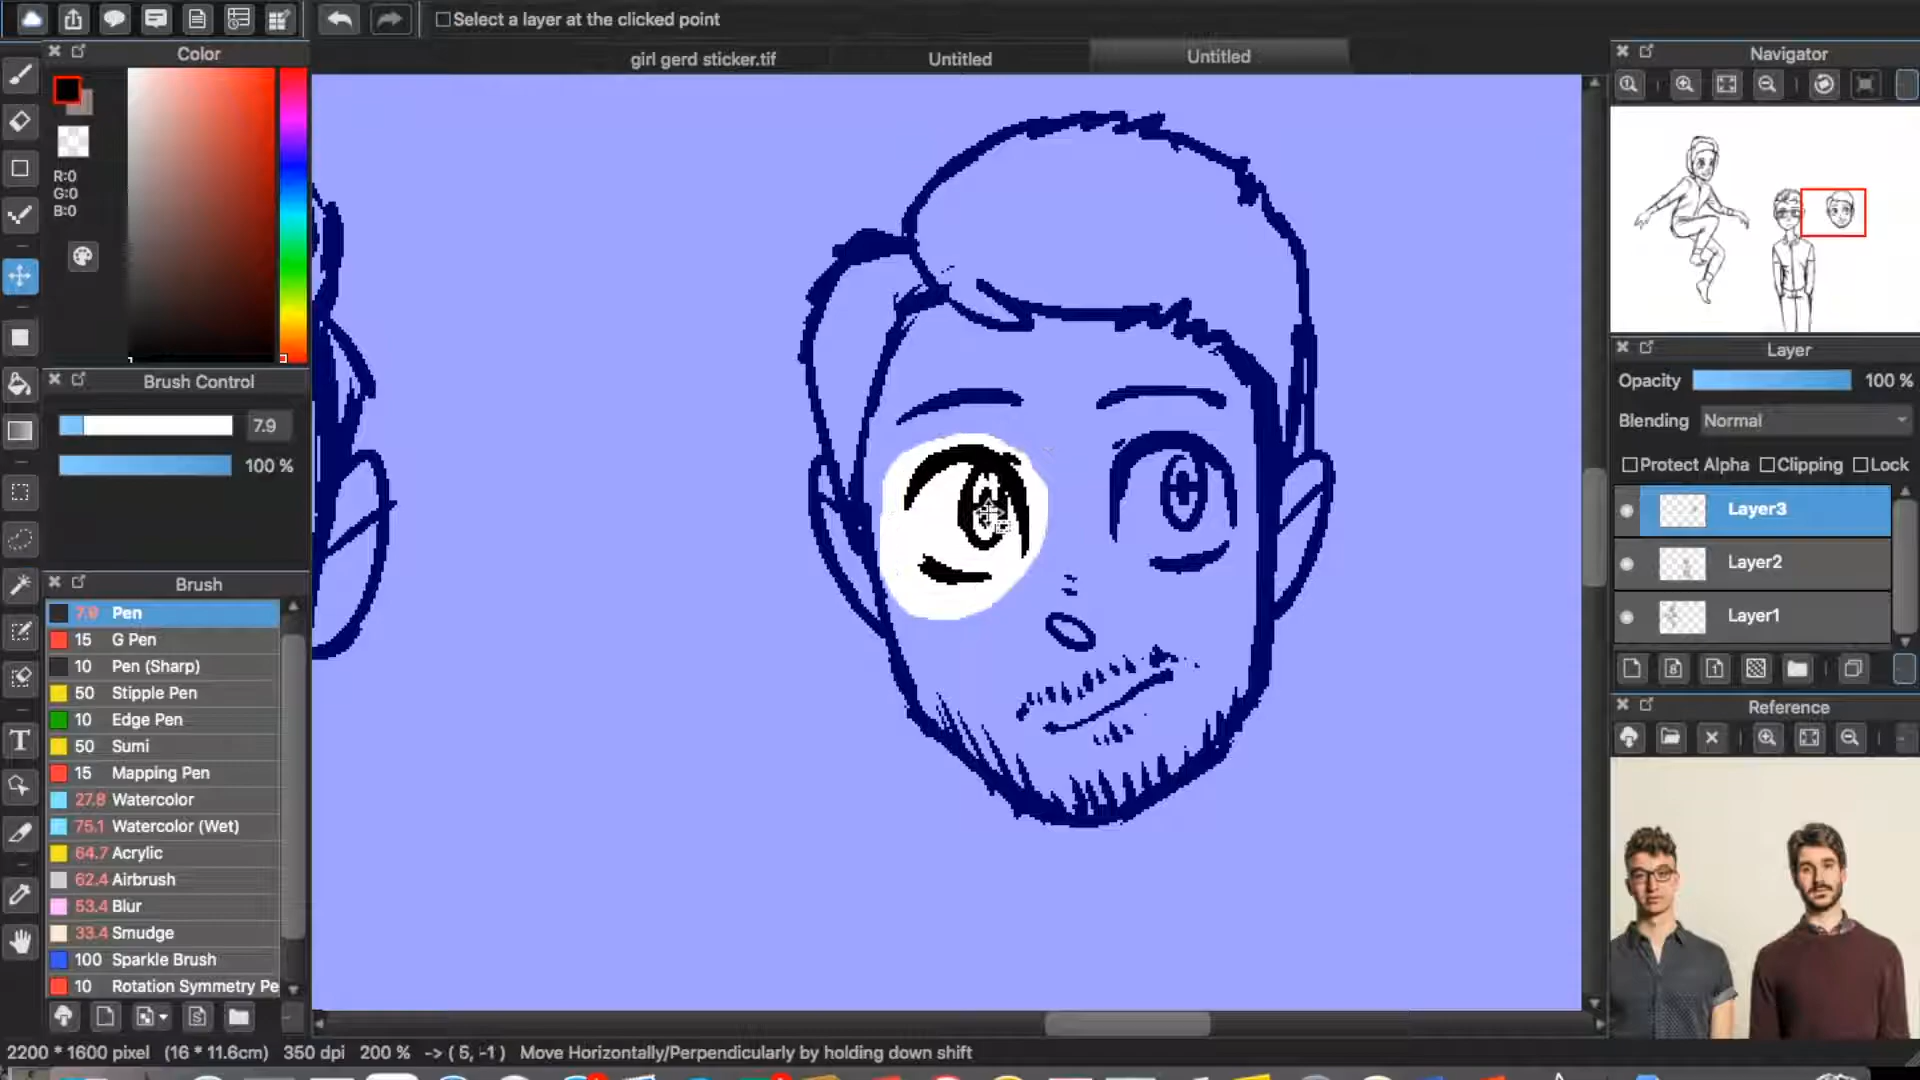 Select a layer at the clicked point
girl gerd sticker.tif
Untitled
Untitled
Color
R:0
G:0
B:0
Brush Control
7.9
100 %
Brush
7.9 Pen
15 G Pen
10 Pen (Sharp)
50 Stipple Pen
10 Edge Pen
50 Sumi
15 Mapping Pen
27.8 Watercolor
75.1 Watercolor (Wet)
64.7 Acrylic
62.4 Airbrush
53.4 Blur
33.4 Smudge
100 Sparkle Brush
10 Rotation Symmetry Pe
Navigator
Layer
Opacity 100 %
Blending Normal
Protect Alpha Clipping Lock
Layer3
Layer2
Layer1
Reference
2200 * 1600 pixel (16 * 11.6cm) 350 dpi 200 % -> ( 5, -1 ) Move Horizontally/Perpendicularly by holding down shift